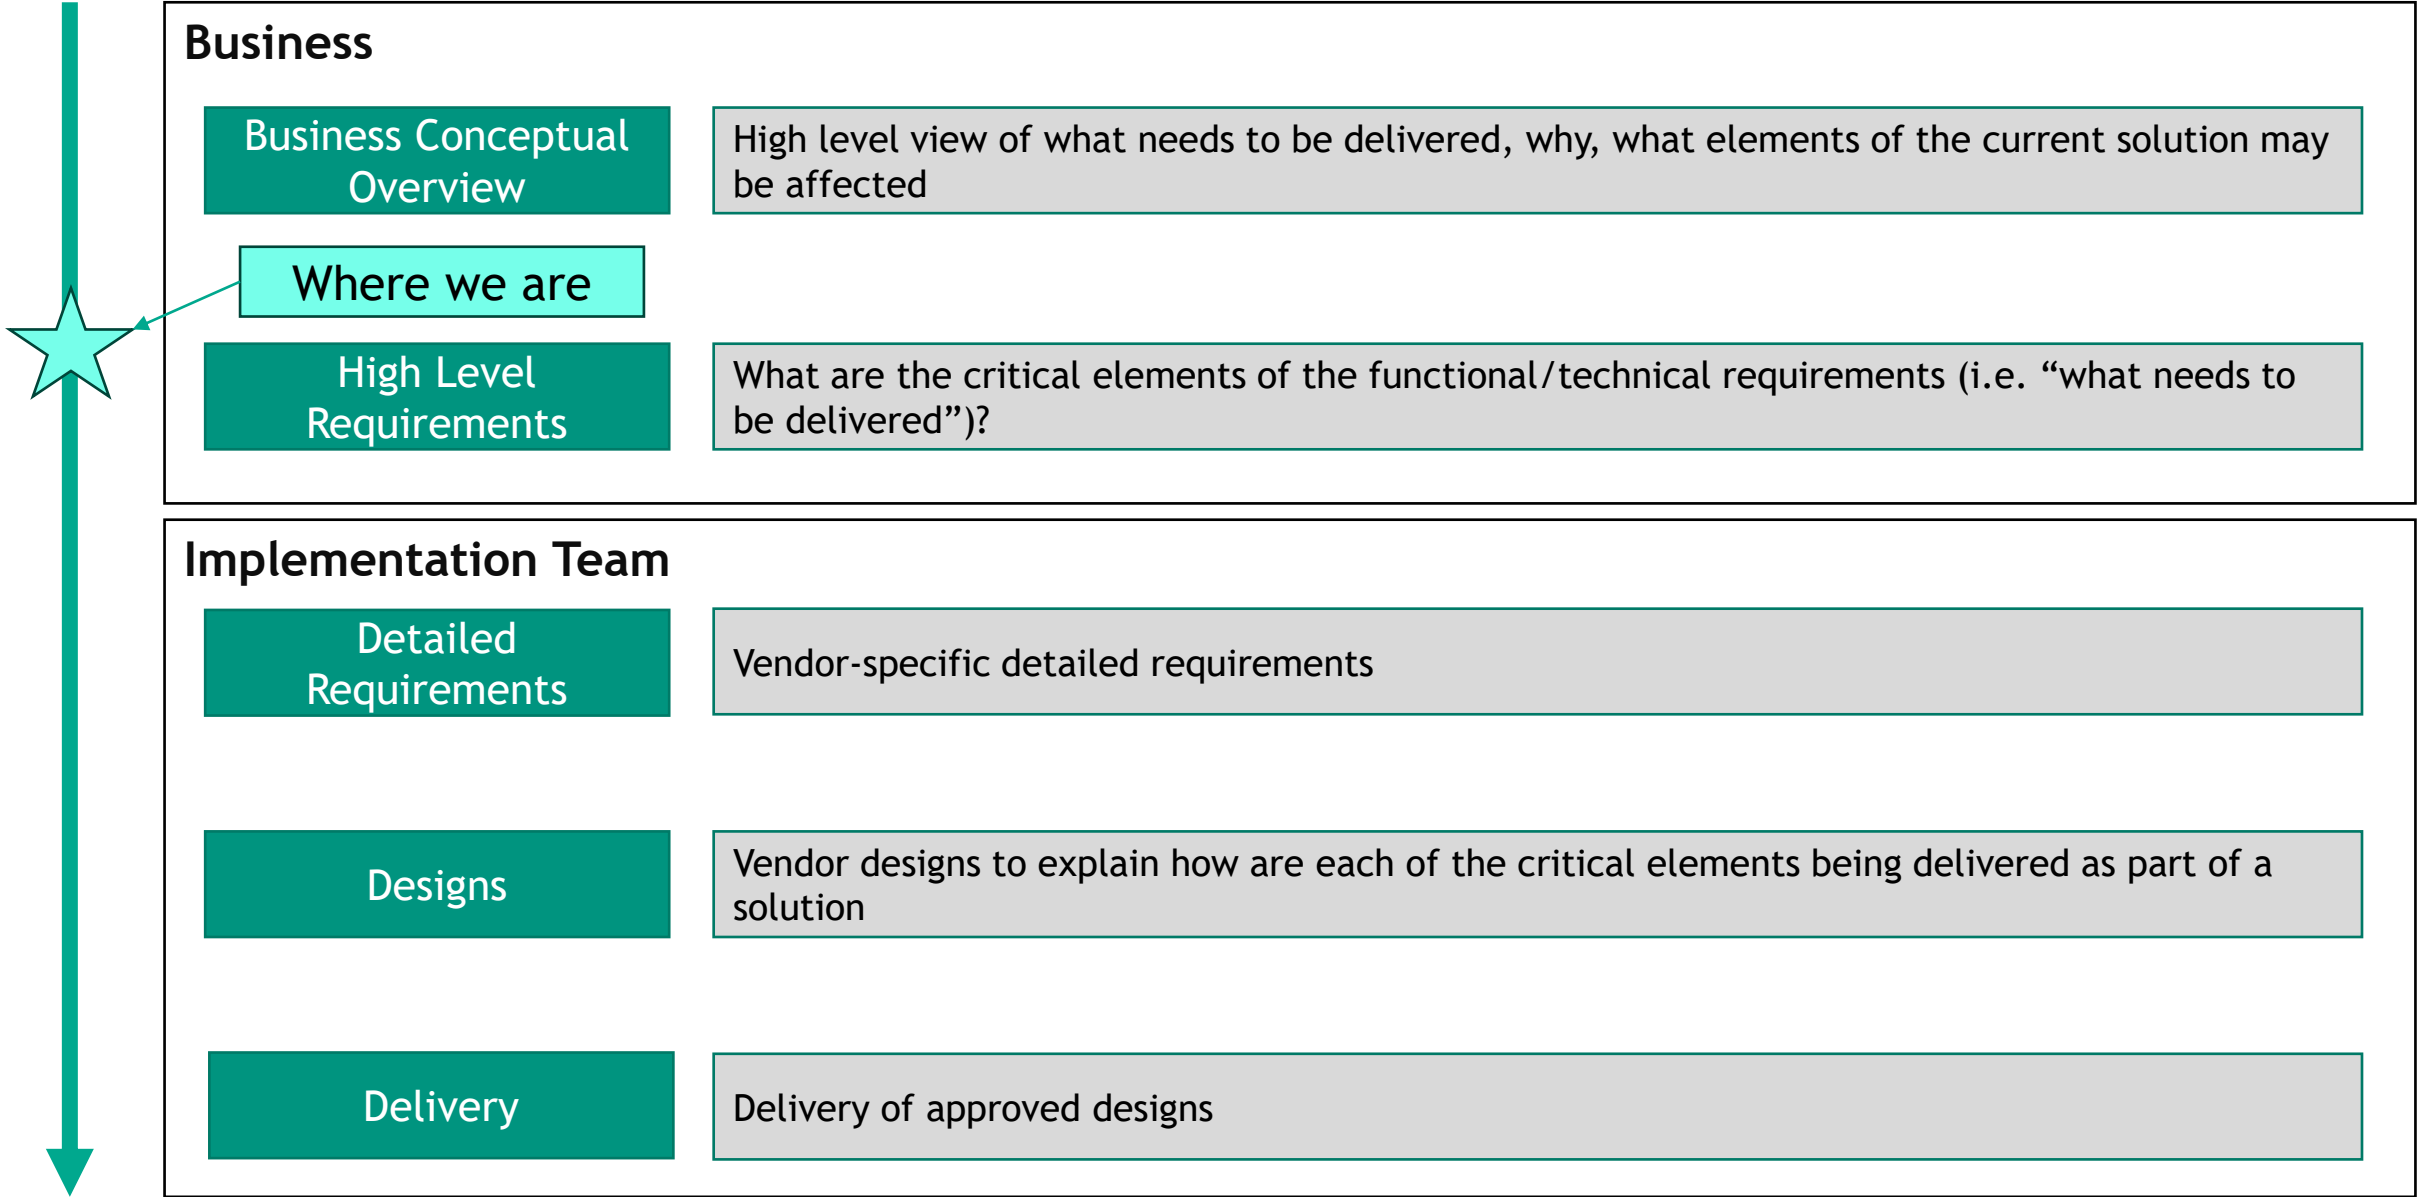 Business
Business Conceptual
Overview
High level view of what needs to be delivered, why, what elements of the current solution may
be affected
Where we are
High Level
Requirements
What are the critical elements of the functional/technical requirements (i.e. “what needs to
be delivered”)?
Implementation Team
Detailed
Requirements
Vendor-specific detailed requirements
Designs
Vendor designs to explain how are each of the critical elements being delivered as part of a
solution
Delivery
Delivery of approved designs